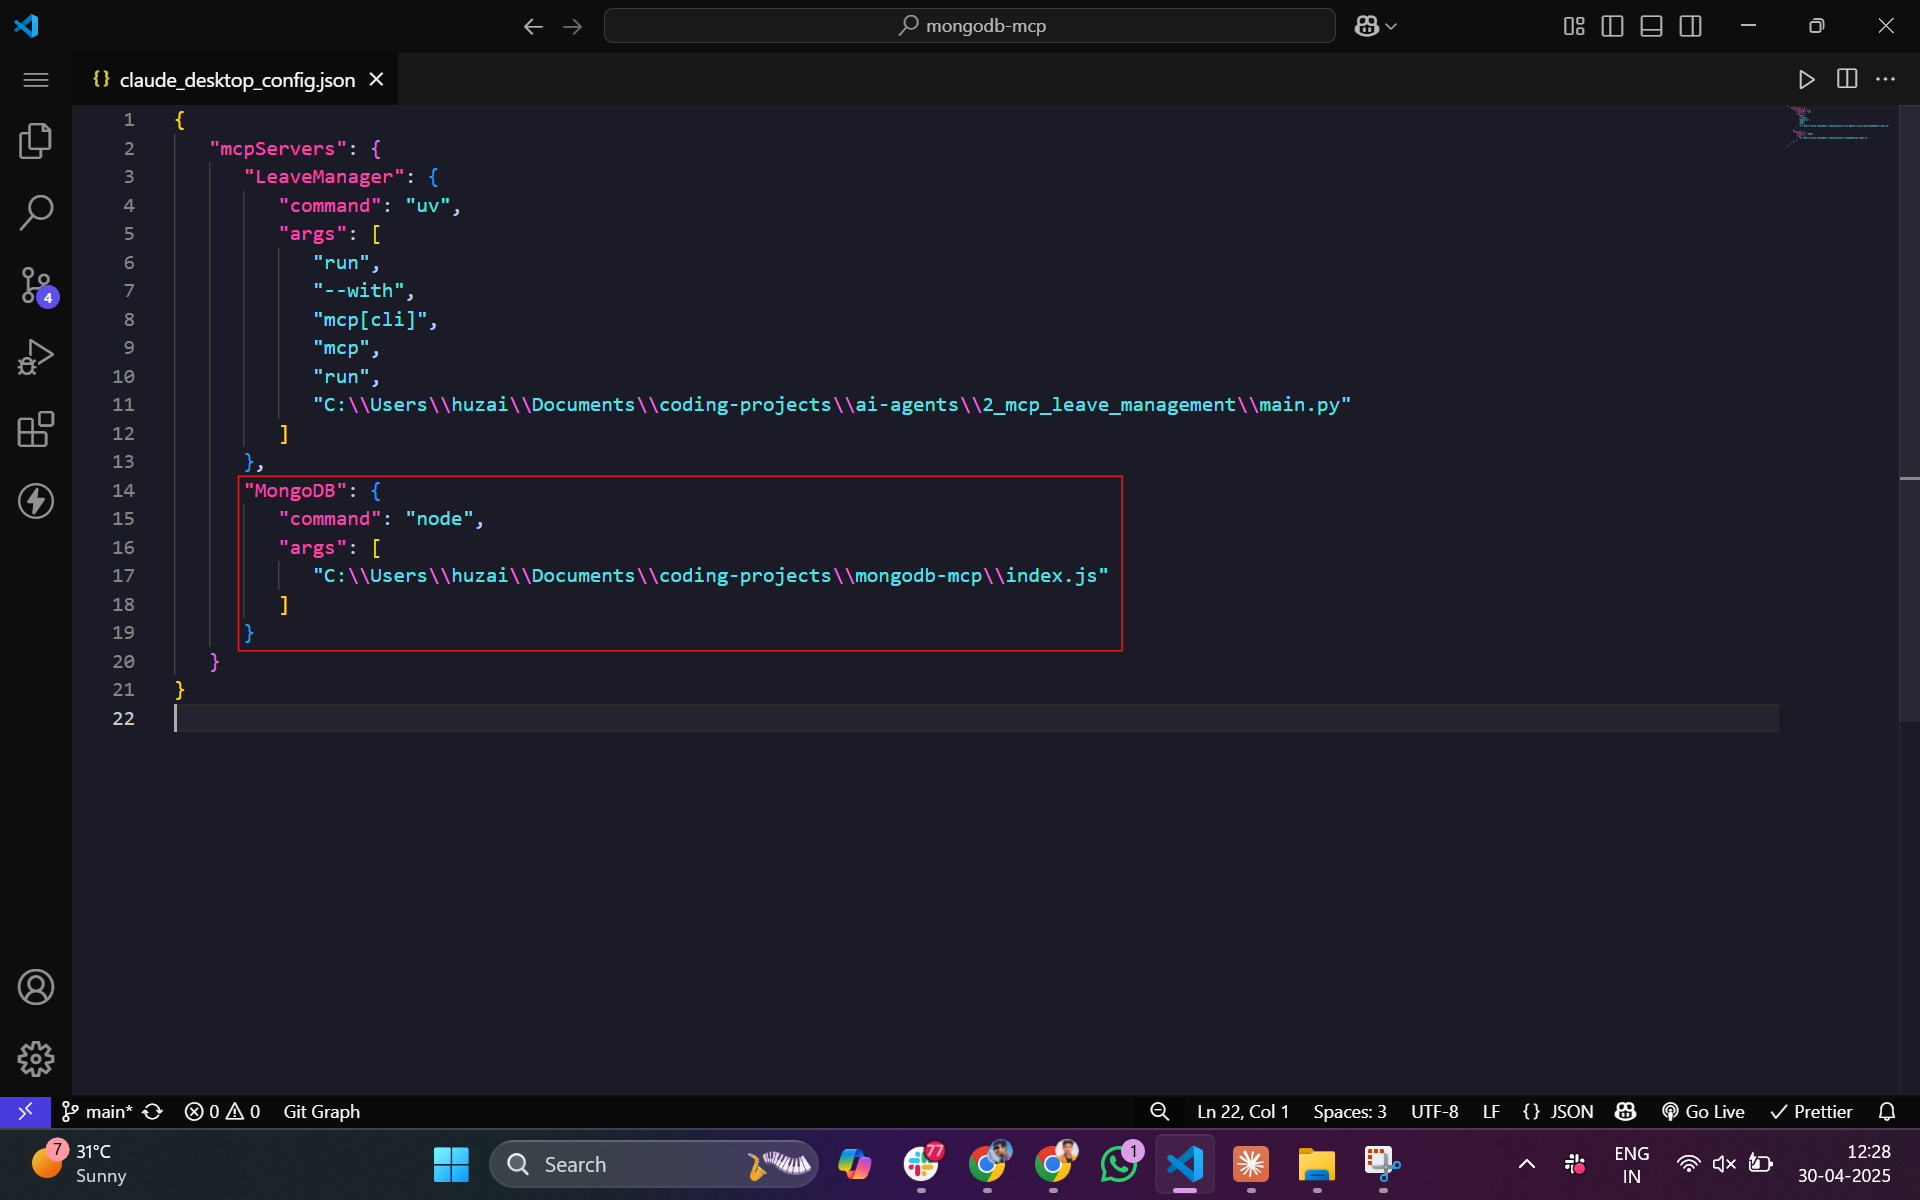 mongodb-mcp
{} claude_desktop_config.json
1 {
2 "mcpServers": {
3 "LeaveManager": {
4 "command": "uv",
5 "args": [
6 "run",
7 "--with",
8 "mcp[cli]",
9 "mcp",
10 "run",
11 "C:\\Users\\huzai\\Documents\\coding-projects\\ai-agents\\2_mcp_leave_management\\main.py"
12 ]
13 },
14 "MongoDB": {
15 "command": "node",
16 "args": [
17 "C:\\Users\\huzai\\Documents\\coding-projects\\mongodb-mcp\\index.js"
18 ]
19 }
20 }
21 }
22
4
main* 0 0 Git Graph Ln 22, Col 1 Spaces: 3 UTF-8 LF {} JSON Go Live Prettier
7 31°C
Sunny
Search
77
1
ENG
IN
12:28
30-04-2025